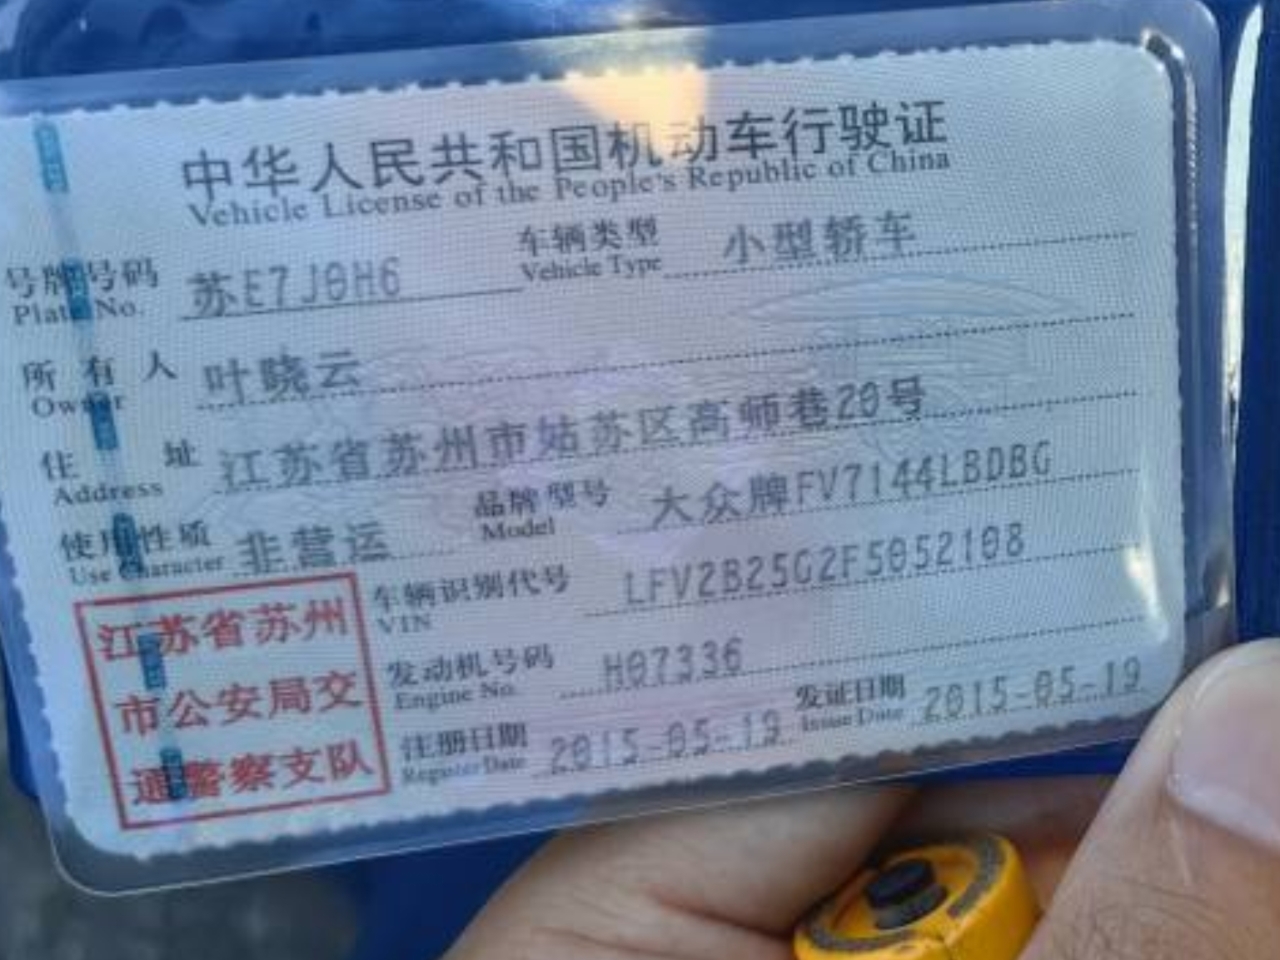 中华人民共和国机动车行驶证
Vehicle License of the People's Republic of China
号牌号码 苏E7J0H6 车辆类型 小型轿车
Plate No. Vehicle Type
所有人 叶晓云
Owner
住址 江苏省苏州市姑苏区高师巷20号
Address
使用性质 非营运 品牌型号 大众牌FV7144LBDBG
Use Character Model
车辆识别代号 LFV2B25G2F5052108
VIN
发动机号码 H07336
Engine No.
注册日期 2015-05-19 发证日期 2015-05-19
Register Date Issue Date
江苏省苏州
市公安局交
通警察支队